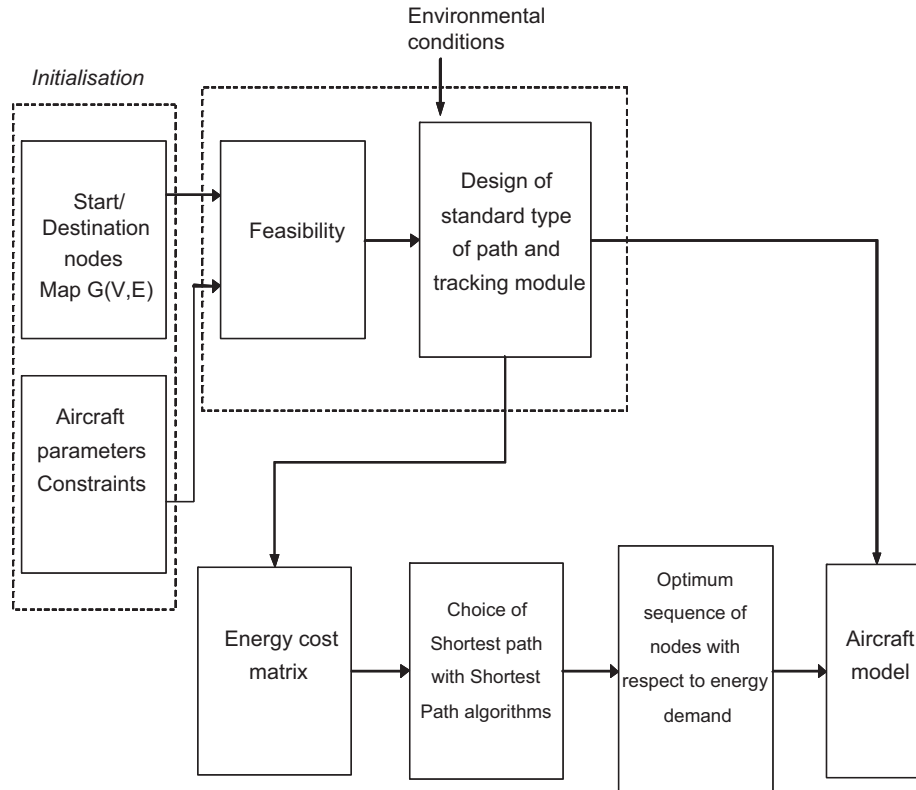 Environmental
conditions
Initialisation
Start/
Destination
nodes
Map G(V,E)
Feasibility
Design of
standard type
of path and
tracking module
Aircraft
parameters
Constraints
Energy cost
matrix
Choice of
Shortest path
with Shortest
Path algorithms
Optimum
sequence of
nodes with
respect to energy
demand
Aircraft
model